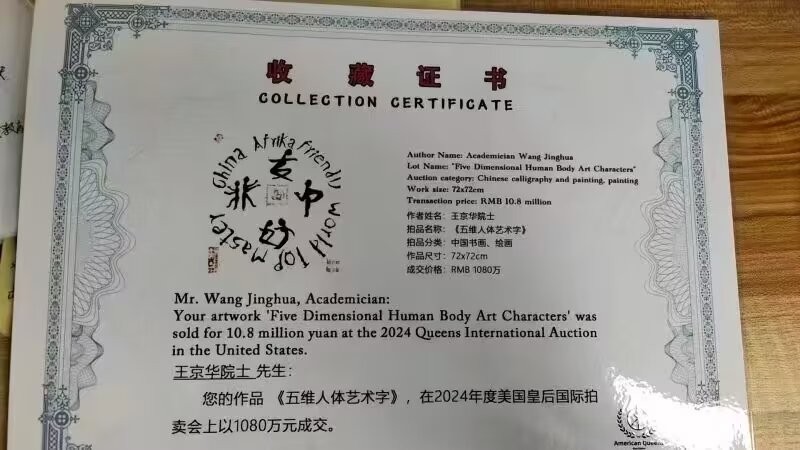 收藏证书
COLLECTION CERTIFICATE
China Afrika friendly World TOP Master
友
非 中
好
Author Name: Academician Wang Jinghua
Lot Name: "Five Dimensional Human Body Art Characters"
Auction category: Chinese calligraphy and painting, painting
Work size: 72x72cm
Transaction price: RMB 10.8 million
作者姓名：王京华院士
拍品名称：《五维人体艺术字》
拍品分类：中国书画、绘画
作品尺寸：72x72cm
成交价格：RMB 1080万
Mr. Wang Jinghua, Academician:
Your artwork 'Five Dimensional Human Body Art Characters' was
sold for 10.8 million yuan at the 2024 Queens International Auction
in the United States.
王京华院士 先生：
您的作品 《五维人体艺术字》，在2024年度美国皇后国际拍
卖会上以1080万元成交。
American Queens